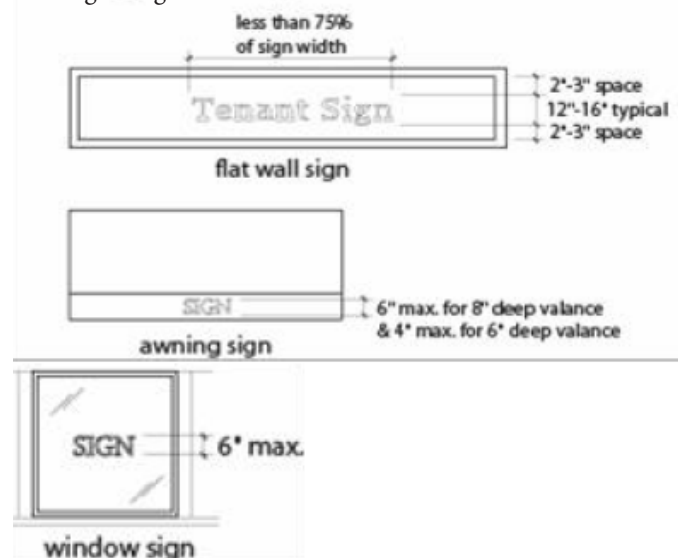 less than 75%
of sign width
Tenant Sign
2"-3" space
12"-16" typical
2"-3" space
flat wall sign
SIGN
6" max. for 8" deep valance
& 4" max. for 6" deep valance
awning sign
SIGN
6" max.
window sign